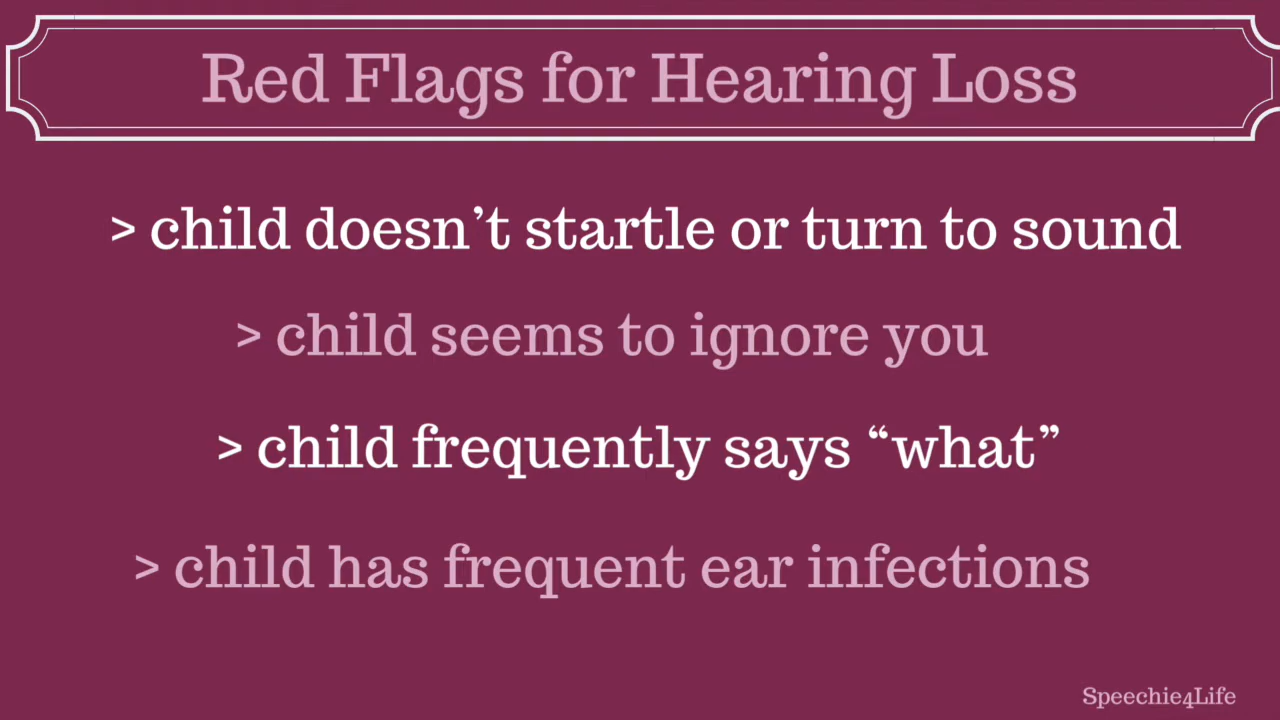 Red Flags for Hearing Loss
> child doesn’t startle or turn to sound
> child seems to ignore you
> child frequently says “what”
> child has frequent ear infections
Speechie4Life